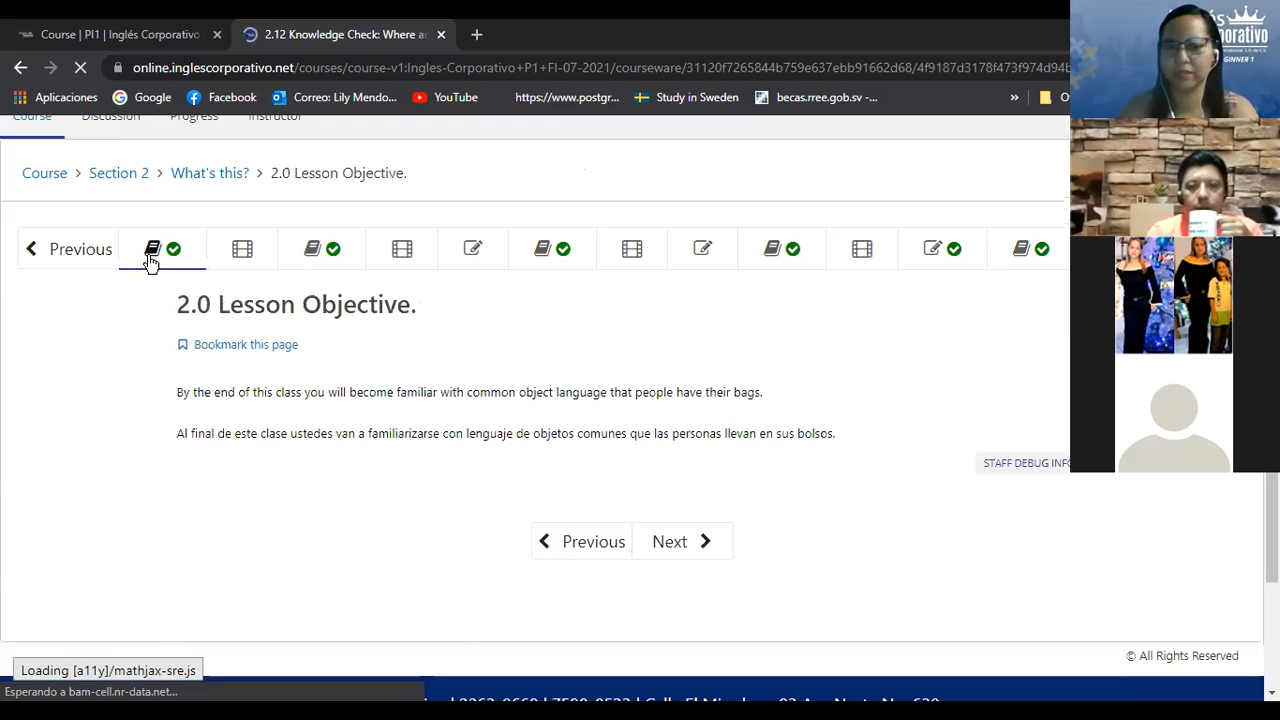 Course | PI1 | Inglés Corporativo
2.12 Knowledge Check: Where ar
online.inglescorporativo.net/courses/course-v1:Ingles-Corporativo
-07-2021/courseware/31120f7265844b759e637ebb91662d68/4f9187d3178f473f974d94b
Aplicaciones
Google
Facebook
Correo: Lily Mendo...
YouTube
https://www.postgr...
Study in Sweden
becas.rree.gob.sv -...
»
Course
Discussion
Progress
Instructor
Course > Section 2 > What's this? > 2.0 Lesson Objective.
Previous
2.0 Lesson Objective.
Bookmark this page
By the end of this class you will become familiar with common object language that people have their bags.
Al final de este clase ustedes van a familiarizarse con lenguaje de objetos comunes que las personas llevan en sus bolsos.
STAFF DEBUG INFO
Previous
Next
© All Rights Reserved
Loading [a11y]/mathjax-sre.js
Esperando a bam-cell.nr-data.net...